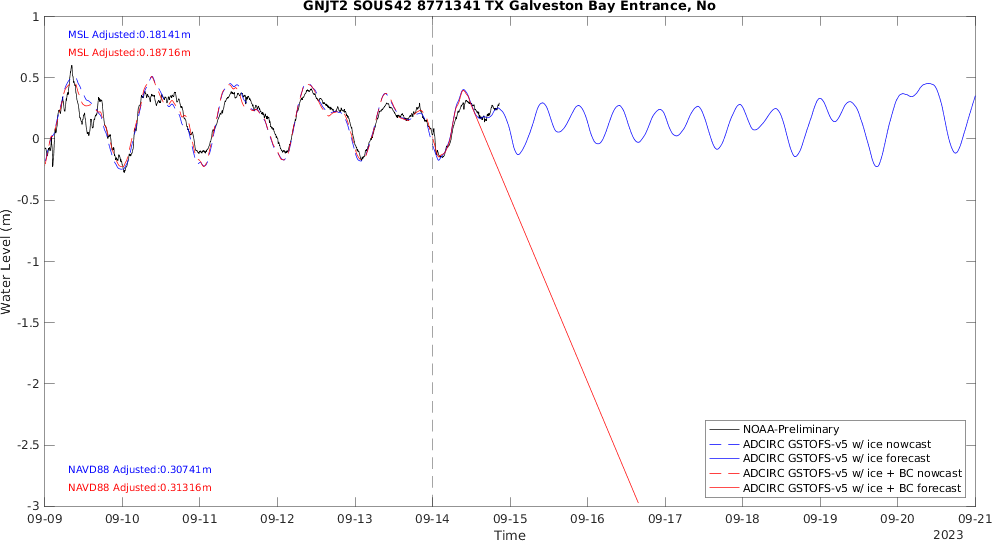 GNJT2 SOUS42 8771341 TX Galveston Bay Entrance, No
MSL Adjusted:0.18141m
MSL Adjusted:0.18716m
1
0.5
0
-0.5
-1
-1.5
-2
-2.5
-3
Water Level (m)
NAVD88 Adjusted:0.30741m
NAVD88 Adjusted:0.31316m
NOAA-Preliminary
ADCIRC GSTOFS-v5 w/ ice nowcast
ADCIRC GSTOFS-v5 w/ ice forecast
ADCIRC GSTOFS-v5 w/ ice + BC nowcast
ADCIRC GSTOFS-v5 w/ ice + BC forecast
09-09 09-10 09-11 09-12 09-13 09-14 09-15 09-16 09-17 09-18 09-19 09-20 09-21
Time
2023